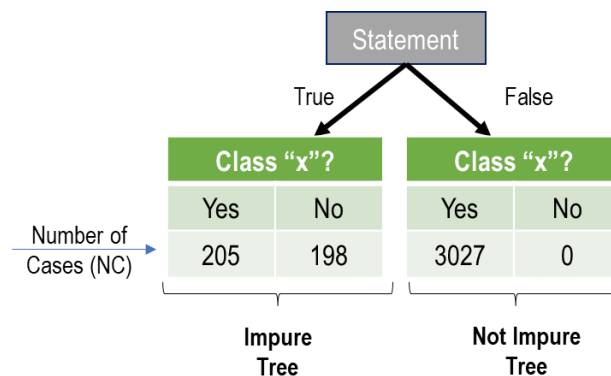 Statement
True
False
Class “x”?
Class “x”?
Yes No
Yes No
Number of
Cases (NC)
205 198
3027 0
Impure
Tree
Not Impure
Tree